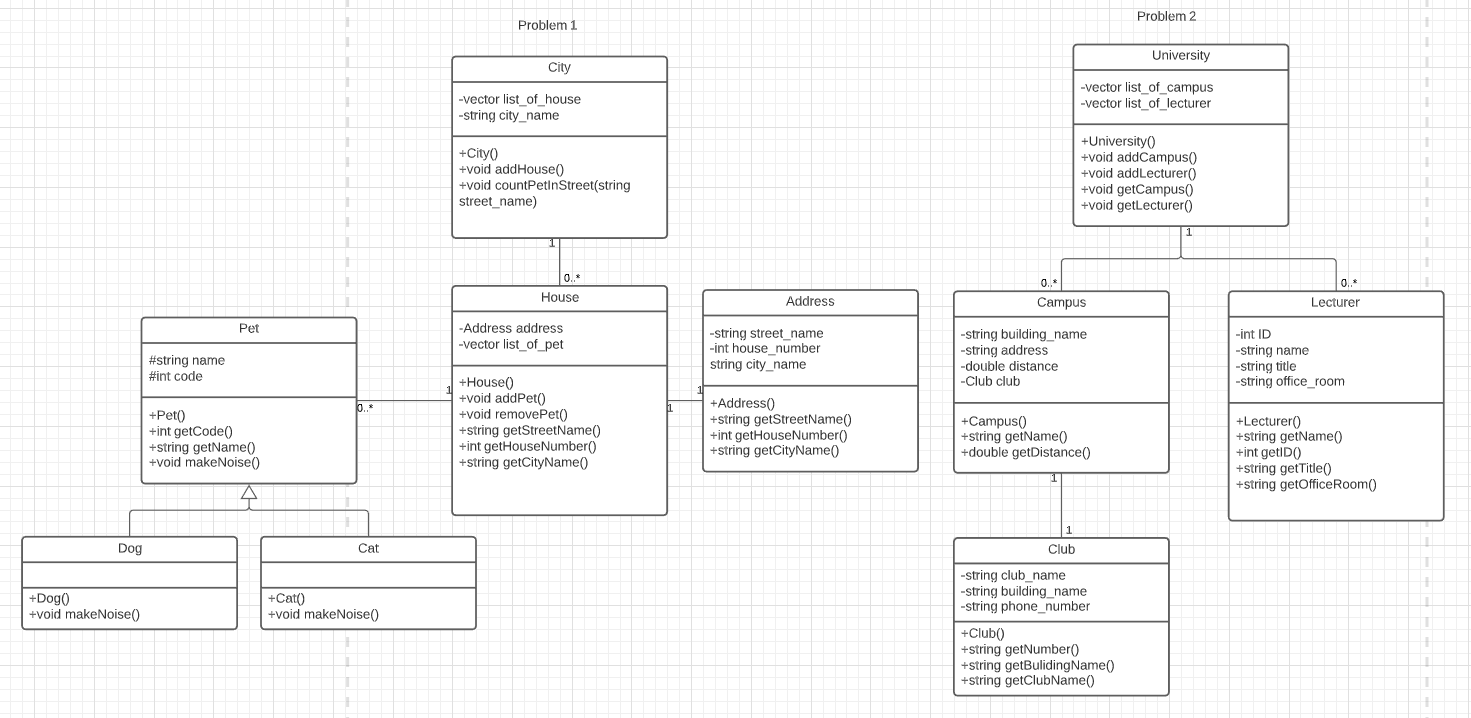 Problem 1
City
-vector list_of_house
-string city_name
+City()
+void addHouse()
+void countPetInStreet(string
street_name)
1
0..*
House
-Address address
-vector list_of_pet
+House()
+void addPet()
+void removePet()
+string getStreetName()
+int getHouseNumber()
+string getCityName()
1
0..*
1
1
Address
-string street_name
-int house_number
string city_name
+Address()
+string getStreetName()
+int getHouseNumber()
+string getCityName()
Pet
#string name
#int code
+Pet()
+int getCode()
+string getName()
+void makeNoise()
Dog
+Dog()
+void makeNoise()
Cat
+Cat()
+void makeNoise()
Problem 2
University
-vector list_of_campus
-vector list_of_lecturer
+University()
+void addCampus()
+void addLecturer()
+void getCampus()
+void getLecturer()
1
0..*
0..*
Campus
-string building_name
-string address
-double distance
-Club club
+Campus()
+string getName()
+double getDistance()
1
1
Lecturer
-int ID
-string name
-string title
-string office_room
+Lecturer()
+string getName()
+int getID()
+string getTitle()
+string getOfficeRoom()
Club
-string club_name
-string building_name
-string phone_number
+Club()
+string getNumber()
+string getBulidingName()
+string getClubName()